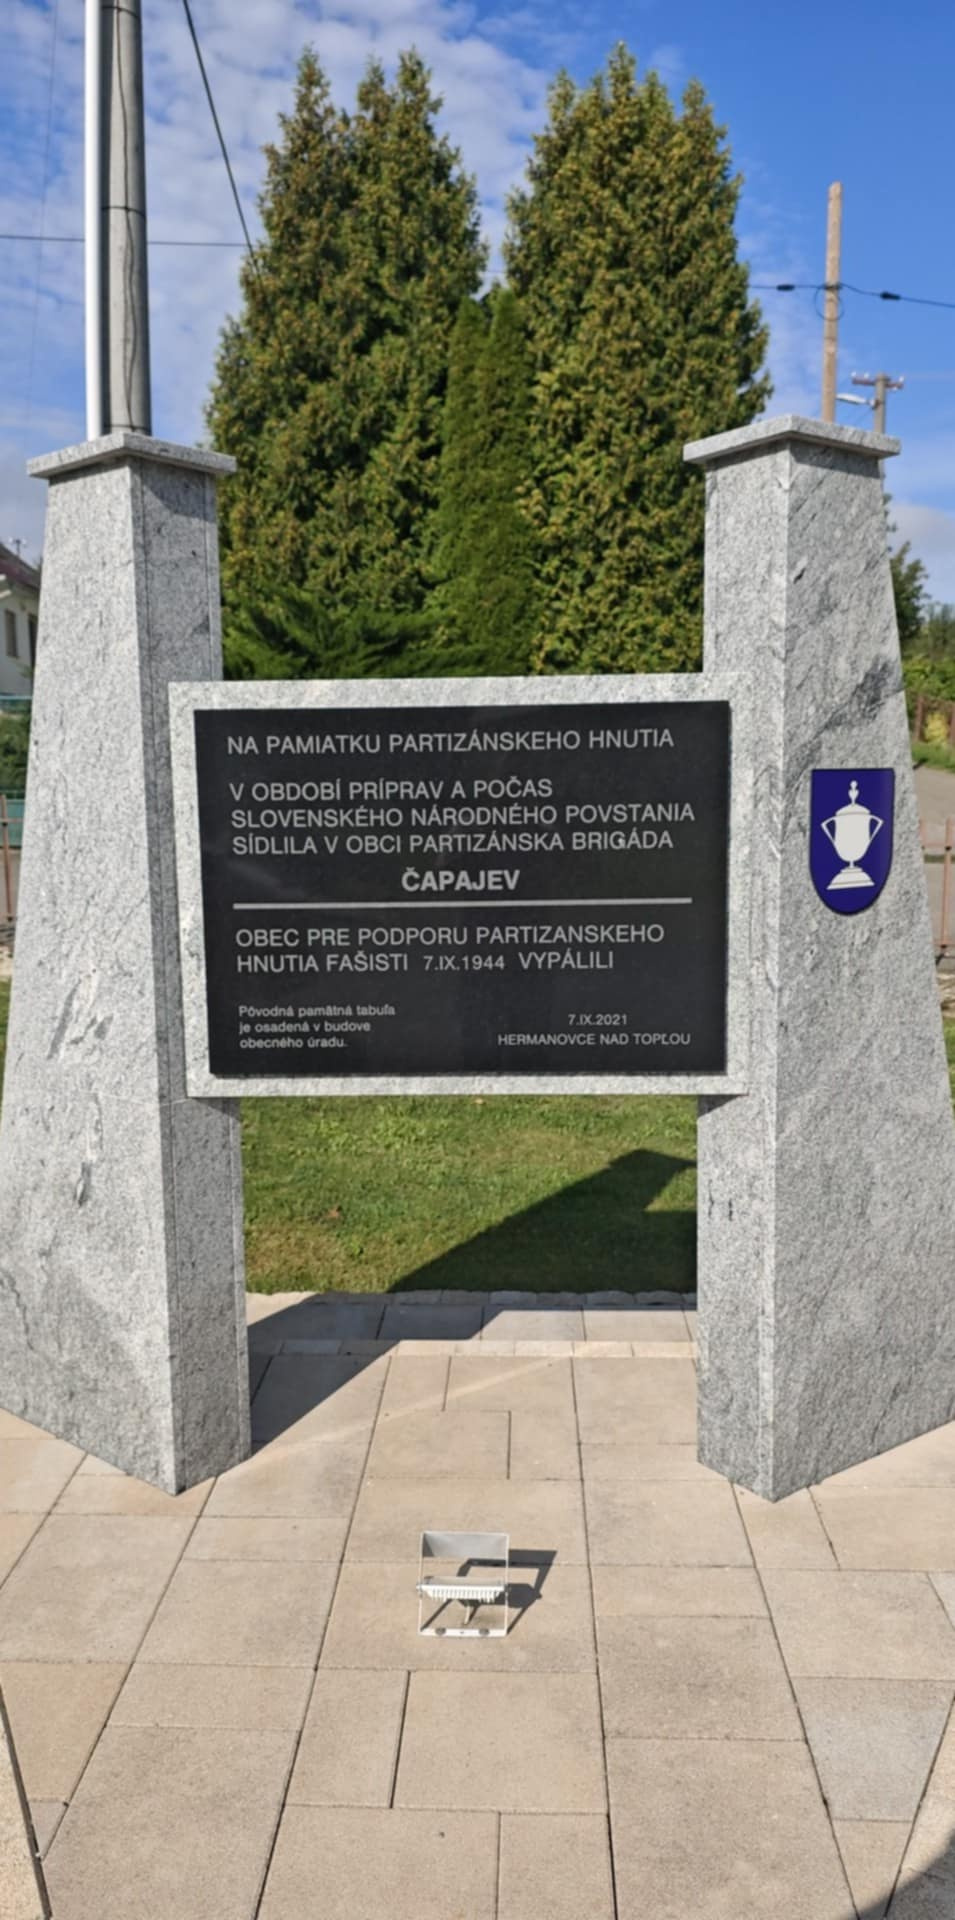 NA PAMIATKU PARTIZÁNSKEHO HNUTIA
V OBDOBÍ PRÍPRAV A POČAS
SLOVENSKÉHO NÁRODNÉHO POVSTANIA
SÍDLILA V OBCI PARTIZÁNSKA BRIGÁDA
ČAPAJEV
OBEC PRE PODPORU PARTIZANSKEHO
HNUTIA FAŠISTI 7.IX.1944 VYPÁLILI
Pôvodná pamätná tabuľa
je osadená v budove
obecného úradu.
7.IX.2021
HERMANOVCE NAD TOPĽOU